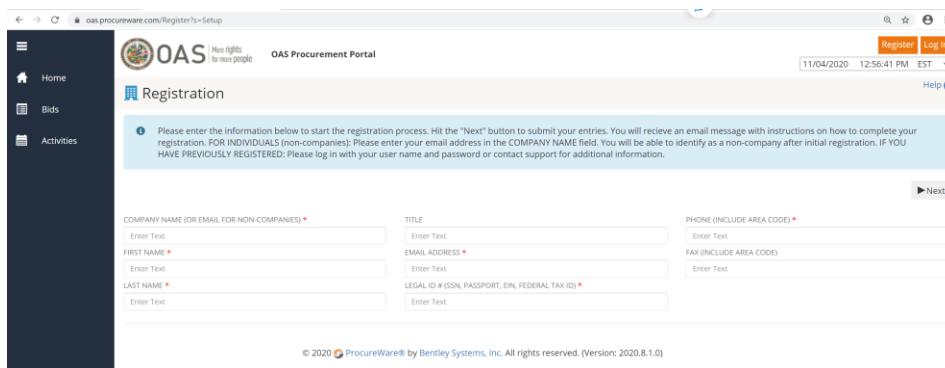 oas.procureware.com/Register?s=Setup
OAS More rights for more people
OAS Procurement Portal
Register Log in
11/04/2020 12:56:41 PM EST
Home
Bids
Activities
Registration
Help
Please enter the information below to start the registration process. Hit the "Next" button to submit your entries. You will recieve an email message with instructions on how to complete your
registration. FOR INDIVIDUALS (non-companies): Please enter your email address in the COMPANY NAME field. You will be able to identify as a non-company after initial registration. IF YOU
HAVE PREVIOUSLY REGISTERED: Please log in with your user name and password or contact support for additional information.
Next
COMPANY NAME (OR EMAIL FOR NON-COMPANIES) * TITLE PHONE (INCLUDE AREA CODE) *
Enter Text Enter Text Enter Text
FIRST NAME * EMAIL ADDRESS * FAX (INCLUDE AREA CODE)
Enter Text Enter Text Enter Text
LAST NAME * LEGAL ID # (SSN, PASSPORT, EIN, FEDERAL TAX ID) *
Enter Text Enter Text
© 2020 ProcureWare® by Bentley Systems, Inc. All rights reserved. (Version: 2020.8.1.0)